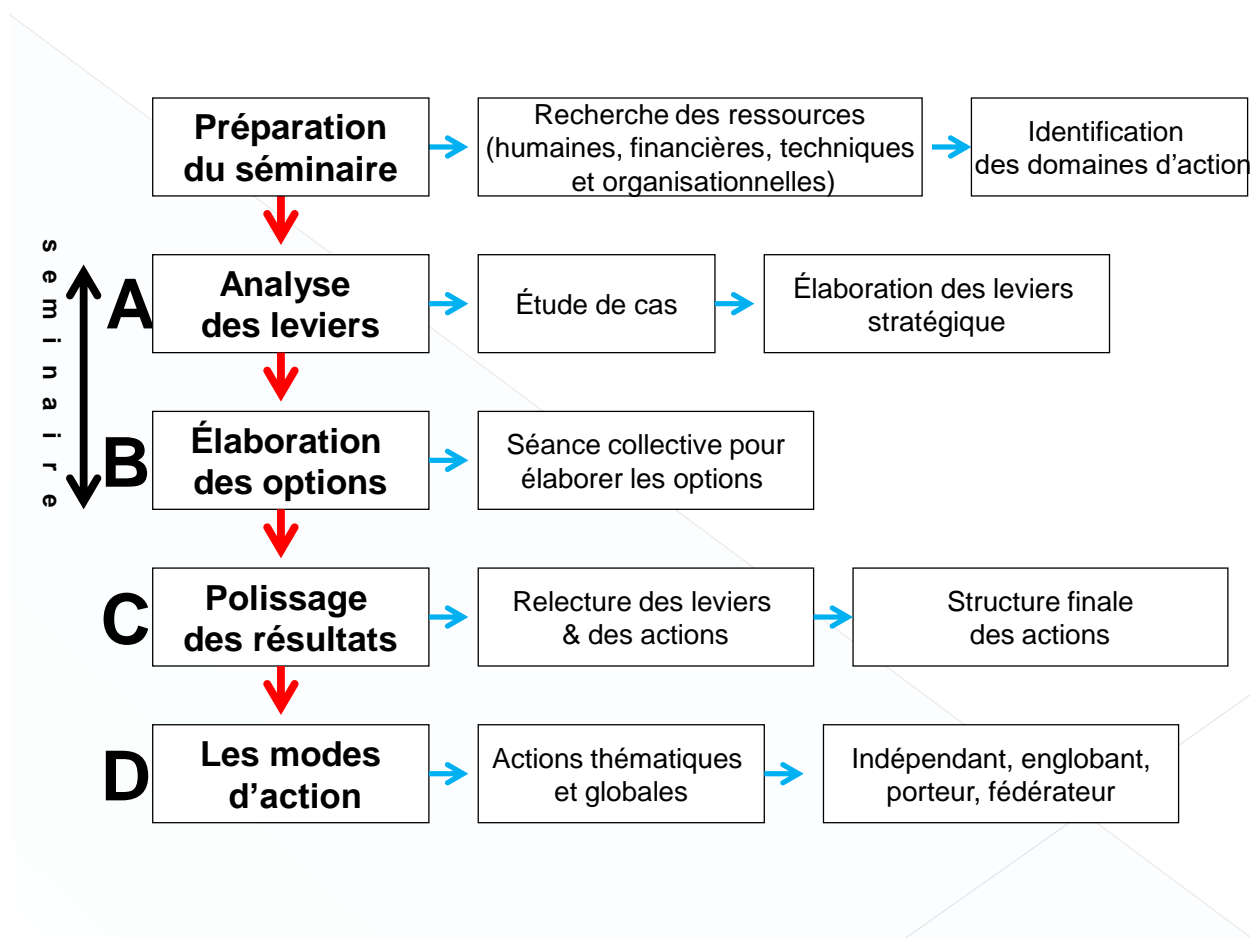 Préparation
du séminaire
Recherche des ressources
(humaines, financières, techniques
et organisationnelles)
Identification
des domaines d’action
seminaire
A
Analyse
des leviers
Étude de cas
Élaboration des leviers
stratégique
B
Élaboration
des options
Séance collective pour
élaborer les options
C
Polissage
des résultats
Relecture des leviers
& des actions
Structure finale
des actions
D
Les modes
d’action
Actions thématiques
et globales
Indépendant, englobant,
porteur, fédérateur